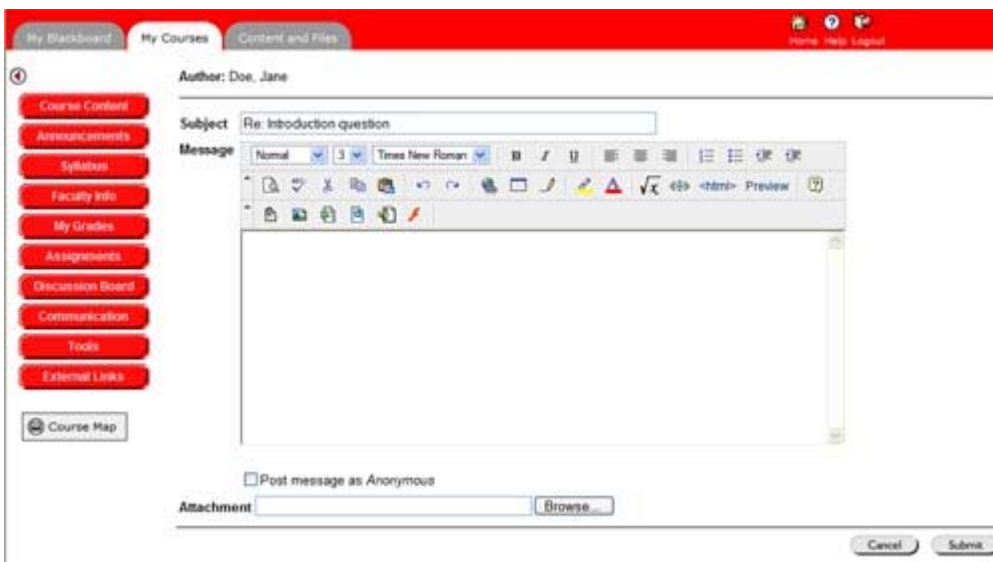 My Blackboard My Courses Content and Files Home Help Logout
Author: Doe, Jane
Course Content
Announcements
Syllabus
Faculty Info
My Grades
Assignments
Discussion Board
Communication
Tools
External Links
Course Map
Subject Re: Introduction question
Message Normal 3 Times New Roman B I U
√x <html> Preview ?
Post message as Anonymous
Attachment Browse...
Cancel Submit